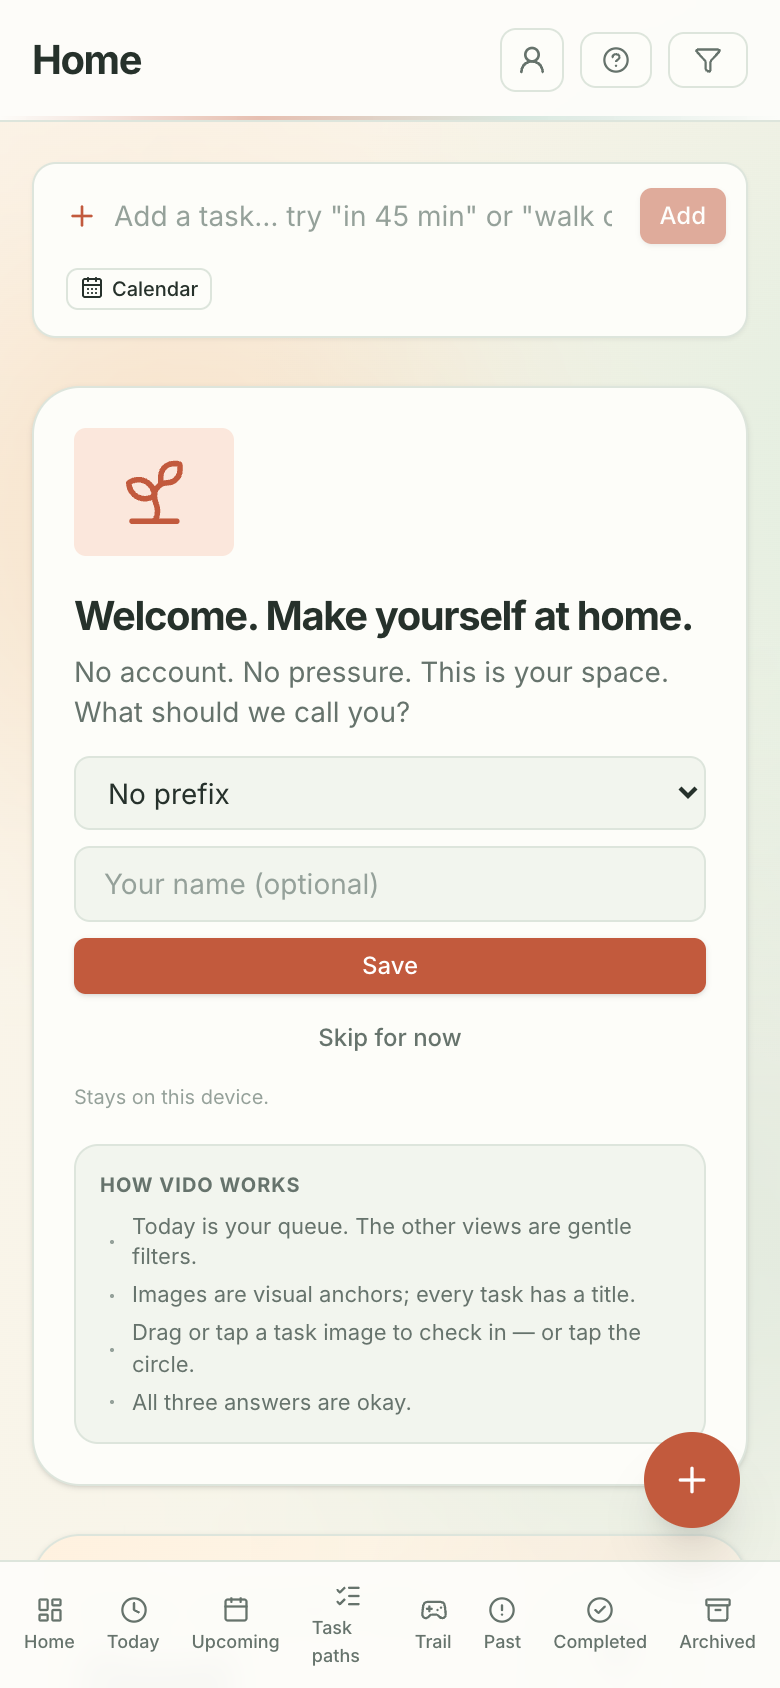 Home
Add a task... try "in 45 min" or "walk
Add
Calendar
Welcome. Make yourself at home.
No account. No pressure. This is your space.
What should we call you?
No prefix
Your name (optional)
Save
Skip for now
Stays on this device.
HOW VIDO WORKS
· Today is your queue. The other views are gentle
filters.
· Images are visual anchors; every task has a title.
· Drag or tap a task image to check in — or tap the
circle.
· All three answers are okay.
Home
Today
Upcoming
Task
paths
Trail
Past
Completed
Archived